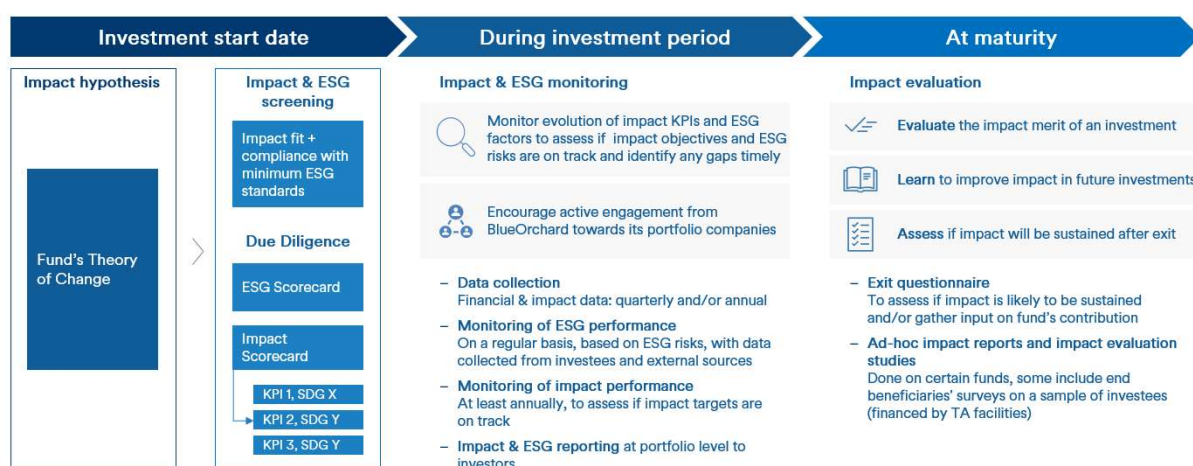 Investment start date
During investment period
At maturity
Impact hypothesis
Fund's Theory
of Change
Impact & ESG
screening
Impact fit +
compliance with
minimum ESG
standards
Due Diligence
ESG Scorecard
Impact
Scorecard
KPI 1, SDG X
KPI 2, SDG Y
KPI 3, SDG Y
Impact & ESG monitoring
Monitor evolution of impact KPIs and ESG
factors to assess if impact objectives and ESG
risks are on track and identify any gaps timely
Encourage active engagement from
BlueOrchard towards its portfolio companies
– Data collection
Financial & impact data: quarterly and/or annual
– Monitoring of ESG performance
On a regular basis, based on ESG risks, with data
collected from investees and external sources
– Monitoring of impact performance
At least annually, to assess if impact targets are
on track
– Impact & ESG reporting at portfolio level to
investors
Impact evaluation
Evaluate the impact merit of an investment
Learn to improve impact in future investments
Assess if impact will be sustained after exit
– Exit questionnaire
To assess if impact is likely to be sustained
and/or gather input on fund's contribution
– Ad-hoc impact reports and impact evaluation
studies
Done on certain funds, some include end
beneficiaries' surveys on a sample of investees
(financed by TA facilities)